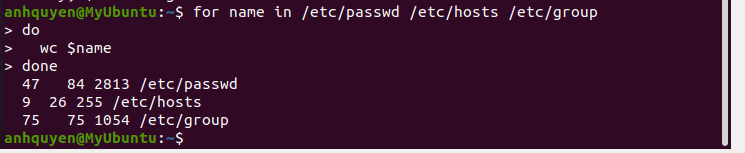 anhquyen@MyUbuntu:~$ for name in /etc/passwd /etc/hosts /etc/group
> do
>   wc $name
> done
  47   84 2813 /etc/passwd
  9  26 255 /etc/hosts
  75   75 1054 /etc/group
anhquyen@MyUbuntu:~$